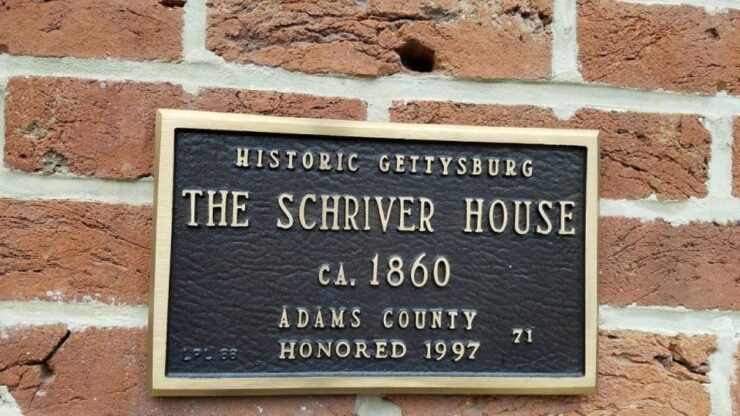 HISTORIC GETTYSBURG
THE SCHRIVER HOUSE
CA. 1860
ADAMS COUNTY
HONORED 1997 71